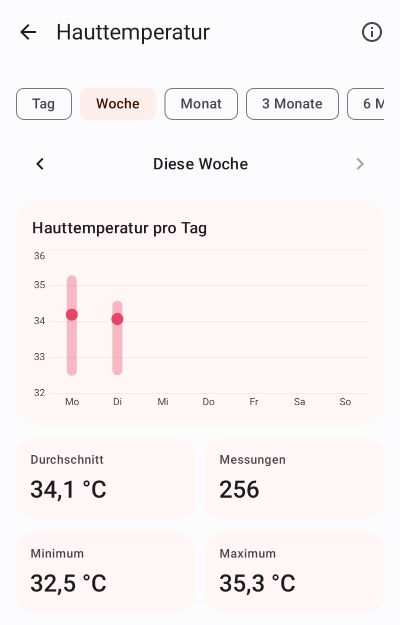 Hauttemperatur
Tag Woche Monat 3 Monate 6 M
Diese Woche
Hauttemperatur pro Tag
36
35
34
33
32
Mo Di Mi Do Fr Sa So
Durchschnitt Messungen
34,1 °C 256
Minimum Maximum
32,5 °C 35,3 °C